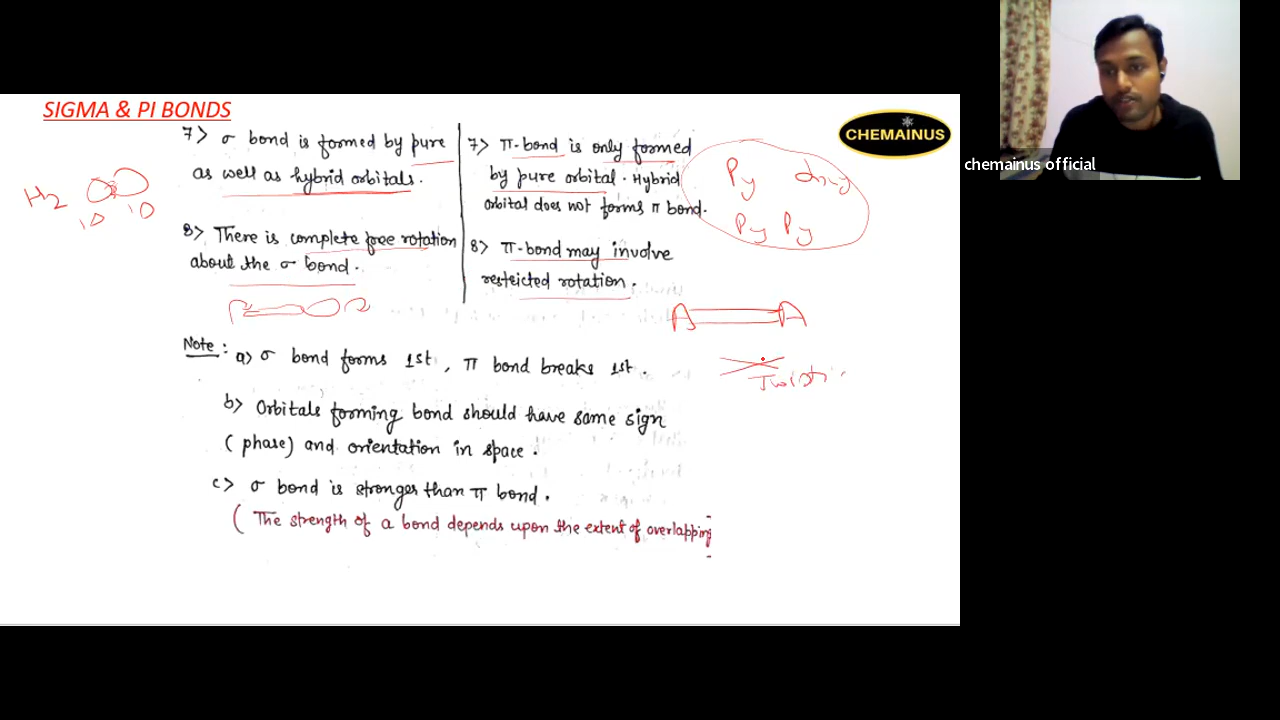 SIGMA & PI BONDS
CHEMAINUS
chemainus official
7> σ bond is formed by pure
as well as hybrid orbitals.
8> There is complete free rotation
about the σ bond.
7> π-bond is only formed
by pure orbital. Hybrid
orbital does not forms π bond.
8> π-bond may involve
restricted rotation.
H2
Py dxy
Py Py
A A
Note: a> σ bond forms 1st, π bond breaks 1st.
b> Orbitals forming bond should have same sign
(phase) and orientation in space.
c> σ bond is stronger than π bond.
(The strength of a bond depends upon the extent of overlapping